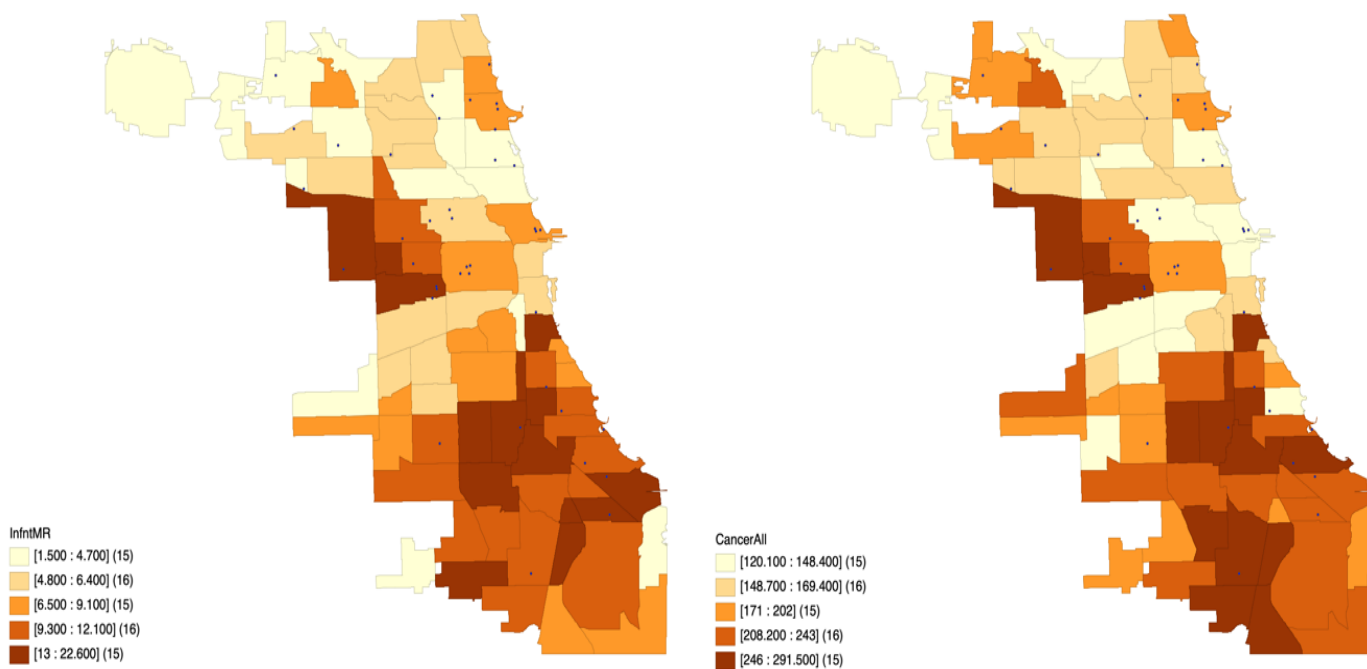 InfntMR
[1.500 : 4.700] (15)
[4.800 : 6.400] (16)
[6.500 : 9.100] (15)
[9.300 : 12.100] (16)
[13 : 22.600] (15)
CancerAll
[120.100 : 148.400] (15)
[148.700 : 169.400] (16)
[171 : 202] (15)
[208.200 : 243] (16)
[246 : 291.500] (15)